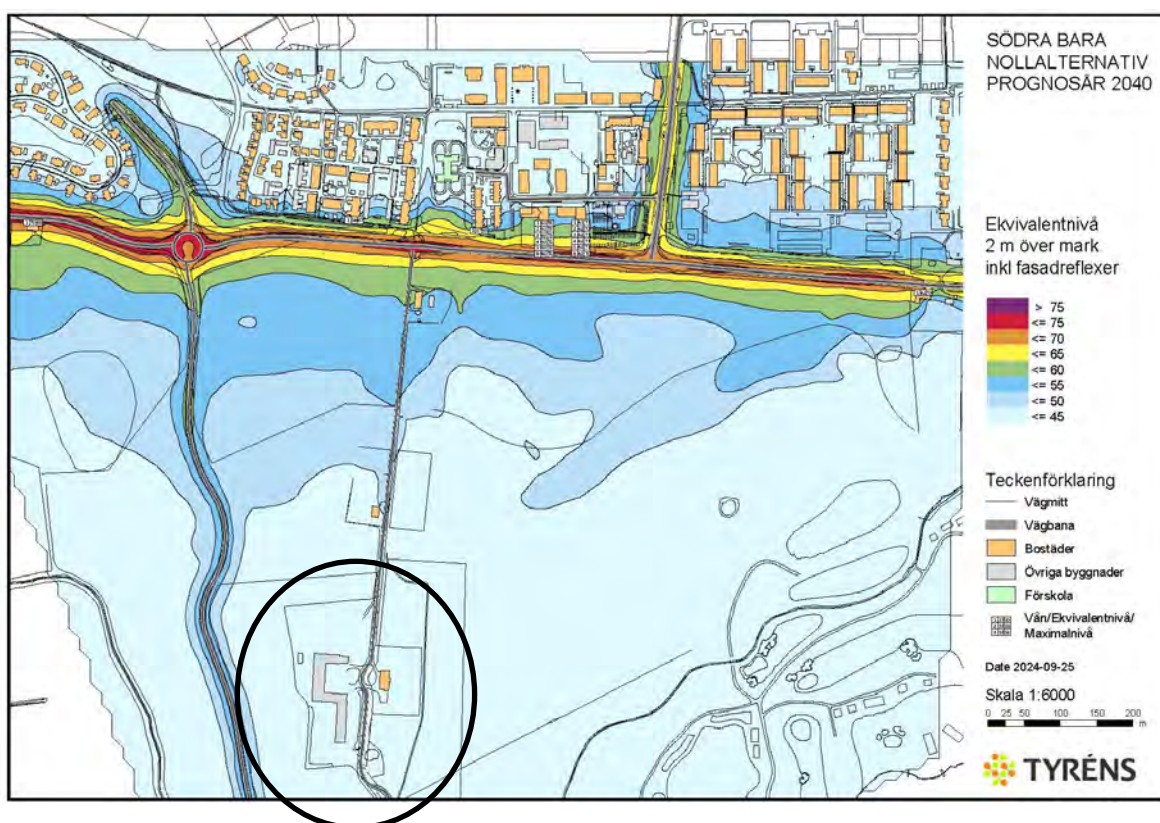 SÖDRA BARA
NOLLALTERNATIV
PROGNOSÅR 2040
Ekvivalentnivå
2 m över mark
inkl fasadreflexer
> 75
<= 75
<= 70
<= 65
<= 60
<= 55
<= 50
<= 45
Teckenförklaring
Vägmitt
Vägbana
Bostäder
Övriga byggnader
Förskola
Vån/Ekvivalentnivå/
Maximalnivå
Date 2024-09-25
Skala 1:6000
0 25 50 100 150 200
m
TYRÉNS